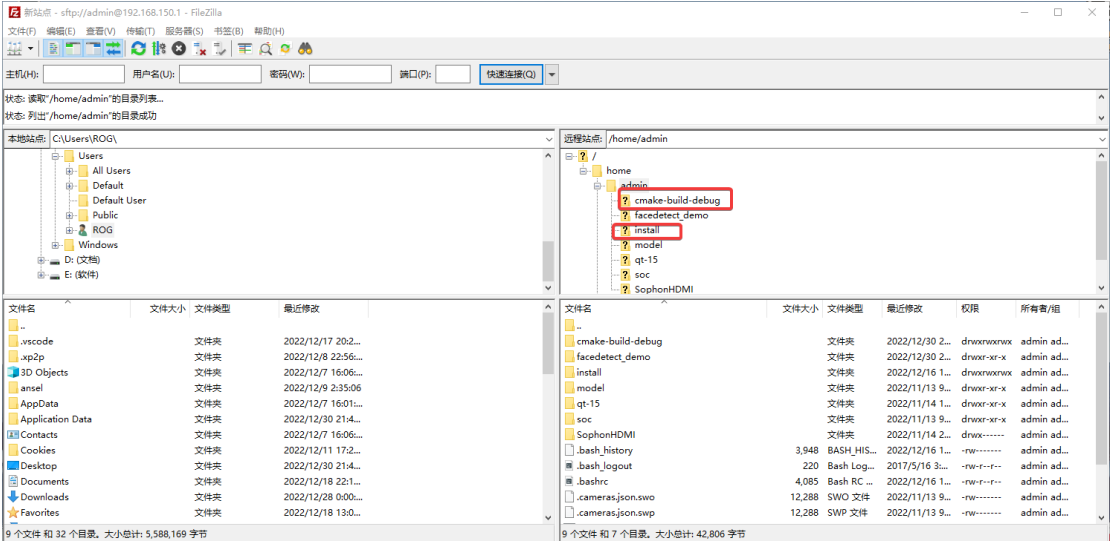 新站点 - sftp://admin@192.168.150.1 - FileZilla
文件(F) 编辑(E) 查看(V) 传输(T) 服务器(S) 书签(B) 帮助(H)
主机(H): 用户名(U): 密码(W): 端口(P): 快速连接(Q)
状态: 读取"/home/admin"的目录列表...
状态: 列出"/home/admin"的目录成功
本地站点: C:\Users\ROG\
Users
All Users
Default
Default User
Public
ROG
Windows
D: (文档)
E: (软件)
远程站点: /home/admin
/
home
admin
cmake-build-debug
facedetect_demo
install
model
qt-15
soc
SophonHDMI
文件名 文件大小 文件类型 最近修改
..
.vscode 文件夹 2022/12/17 20:2...
.xp2p 文件夹 2022/12/8 22:56:...
3D Objects 文件夹 2022/12/7 16:06:...
ansel 文件夹 2022/12/9 2:35:06
AppData 文件夹 2022/12/7 16:01:...
Application Data 文件夹 2022/12/30 21:4...
Contacts 文件夹 2022/12/7 16:06:...
Cookies 文件夹 2022/12/11 17:2...
Desktop 文件夹 2022/12/30 21:4...
Documents 文件夹 2022/12/18 22:1...
Downloads 文件夹 2022/12/28 0:00:...
Favorites 文件夹 2022/12/18 13:0...
9 个文件 和 32 个目录。大小总计: 5,588,169 字节
文件名 文件大小 文件类型 最近修改 权限 所有者/组
..
cmake-build-debug 文件夹 2022/12/30 2... drwxrwxrwx admin ad...
facedetect_demo 文件夹 2022/12/30 2... drwxr-xr-x admin ad...
install 文件夹 2022/12/16 1... drwxrwxrwx admin ad...
model 文件夹 2022/11/13 9... drwxr-xr-x admin ad...
qt-15 文件夹 2022/11/14 1... drwxr-xr-x admin ad...
soc 文件夹 2022/11/13 9... drwxr-xr-x admin ad...
SophonHDMI 文件夹 2022/11/14 2... drwx------ admin ad...
.bash_history 3,948 BASH_HIS... 2022/12/16 1... -rw------- admin ad...
.bash_logout 220 Bash Log... 2017/5/16 3:... -rw-r--r-- admin ad...
.bashrc 4,085 Bash RC ... 2022/12/16 1... -rw-r--r-- admin ad...
.cameras.json.swo 12,288 SWO 文件 2022/11/13 9... -rw------- admin ad...
.cameras.json.swp 12,288 SWP 文件 2022/11/13 9... -rw------- admin ad...
9 个文件 和 7 个目录。大小总计: 42,806 字节